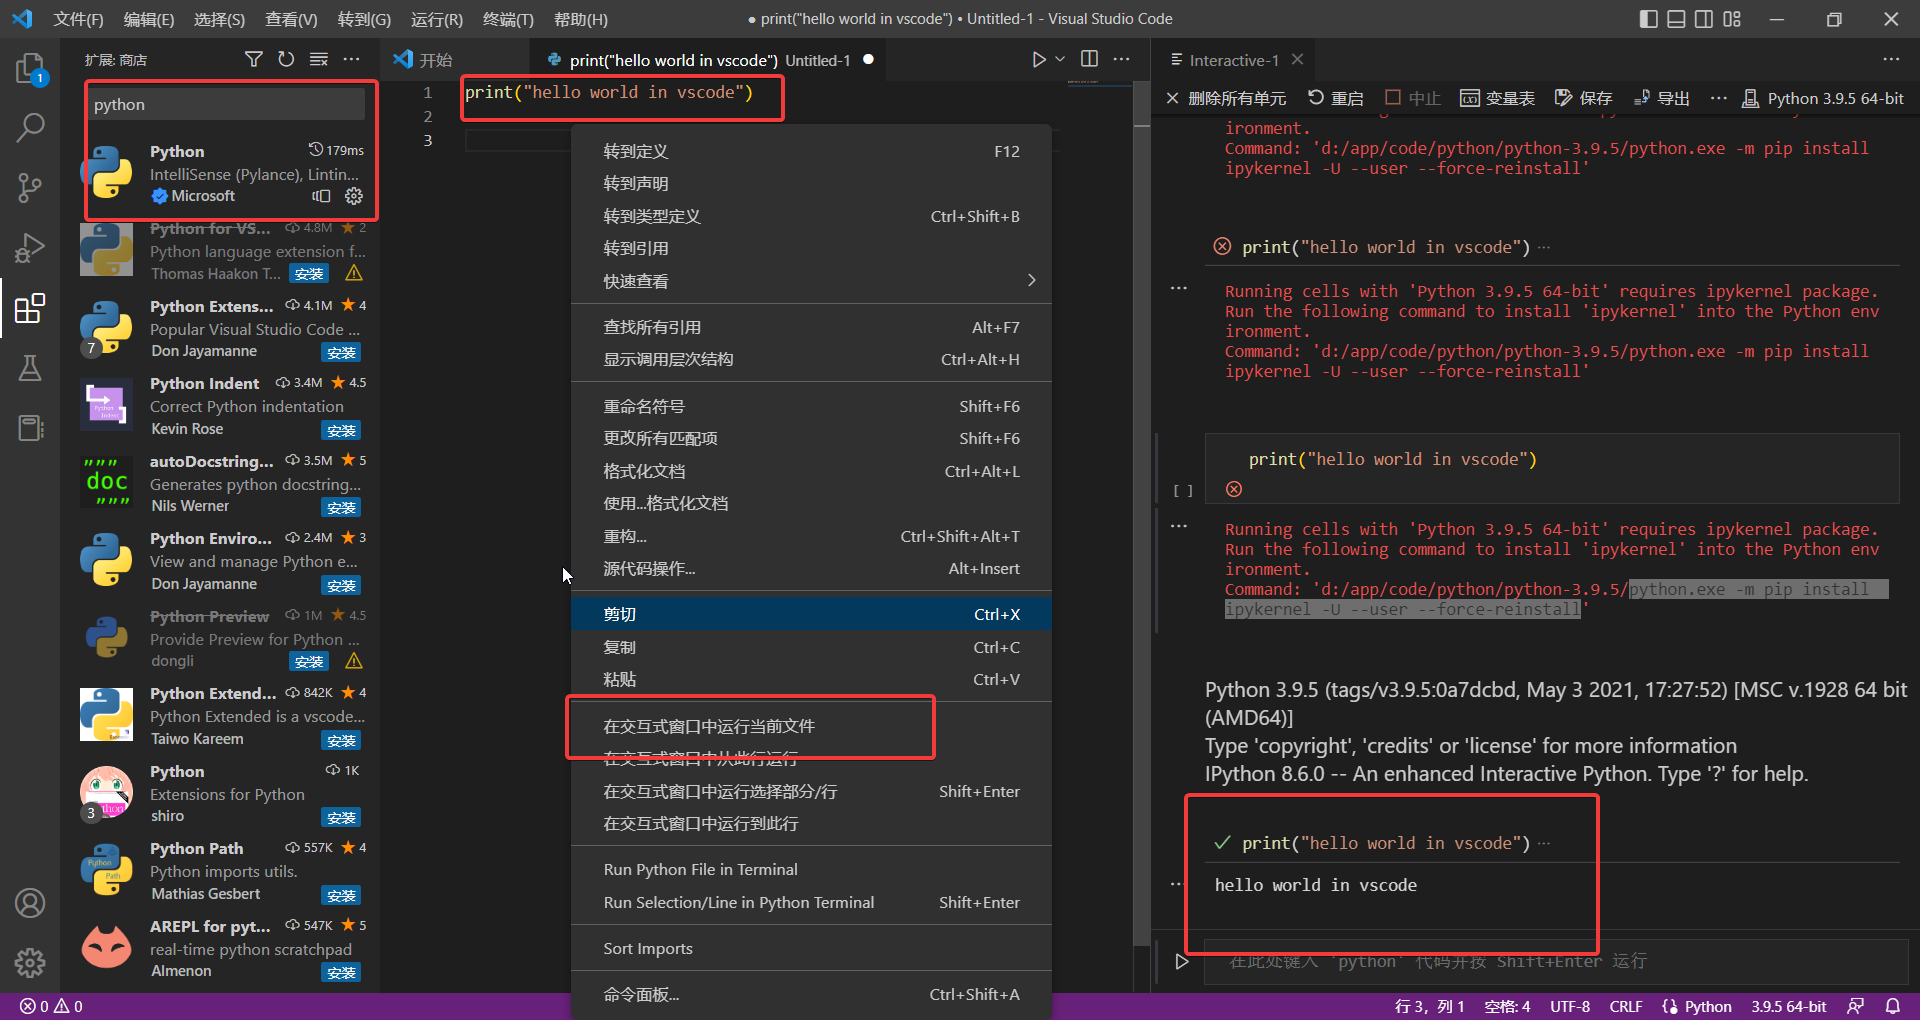 文件(F) 编辑(E) 选择(S) 查看(V) 转到(G) 运行(R) 终端(T) 帮助(H)
● print("hello world in vscode") • Untitled-1 - Visual Studio Code
扩展: 商店
python
Python 179ms
IntelliSense (Pylance), Lintin...
Microsoft
Python for VS... 4.8M 2
Python language extension f...
Thomas Haakon T... 安装
Python Extens... 4.1M 4
Popular Visual Studio Code ...
Don Jayamanne 安装
7
Python Indent 3.4M 4.5
Correct Python indentation
Kevin Rose 安装
autoDocstring... 3.5M 5
Generates python docstring...
Nils Werner 安装
"""
doc
"""
Python Enviro... 2.4M 3
View and manage Python e...
Don Jayamanne 安装
Python Preview 1M 4.5
Provide Preview for Python ...
dongli 安装
Python Extend... 842K 4
Python Extended is a vscode...
Taiwo Kareem 安装
Python 1K
Extensions for Python
shiro 安装
3
Python Path 557K 4
Python imports utils.
Mathias Gesbert 安装
AREPL for pyt... 547K 5
real-time python scratchpad
Almenon 安装
1
开始
print("hello world in vscode") Untitled-1 ●
1 print("hello world in vscode")
2
3
转到定义 F12
转到声明
转到类型定义 Ctrl+Shift+B
转到引用
快速查看
查找所有引用 Alt+F7
显示调用层次结构 Ctrl+Alt+H
重命名符号 Shift+F6
更改所有匹配项 Shift+F6
格式化文档 Ctrl+Alt+L
使用...格式化文档
重构... Ctrl+Shift+Alt+T
源代码操作... Alt+Insert
剪切 Ctrl+X
复制 Ctrl+C
粘贴 Ctrl+V
在交互式窗口中运行当前文件
在交互式窗口中从此行运行
在交互式窗口中运行选择部分/行 Shift+Enter
在交互式窗口中运行到此行
Run Python File in Terminal
Run Selection/Line in Python Terminal Shift+Enter
Sort Imports
命令面板... Ctrl+Shift+A
Interactive-1
删除所有单元 重启 中止 变量表 保存 导出 ... Python 3.9.5 64-bit
ironment.
Command: 'd:/app/code/python/python-3.9.5/python.exe -m pip install
ipykernel -U --user --force-reinstall'
print("hello world in vscode") ...
Running cells with 'Python 3.9.5 64-bit' requires ipykernel package.
Run the following command to install 'ipykernel' into the Python env
ironment.
Command: 'd:/app/code/python/python-3.9.5/python.exe -m pip install
ipykernel -U --user --force-reinstall'
print("hello world in vscode")
[ ]
Running cells with 'Python 3.9.5 64-bit' requires ipykernel package.
Run the following command to install 'ipykernel' into the Python env
ironment.
Command: 'd:/app/code/python/python-3.9.5/python.exe -m pip install
ipykernel -U --user --force-reinstall'
Python 3.9.5 (tags/v3.9.5:0a7dcbd, May 3 2021, 17:27:52) [MSC v.1928 64 bit
(AMD64)]
Type 'copyright', 'credits' or 'license' for more information
IPython 8.6.0 -- An enhanced Interactive Python. Type '?' for help.
print("hello world in vscode") ...
hello world in vscode
在此处键入 'python' 代码并按 Shift+Enter 运行
0 0
行 3，列 1 空格: 4 UTF-8 CRLF Python 3.9.5 64-bit